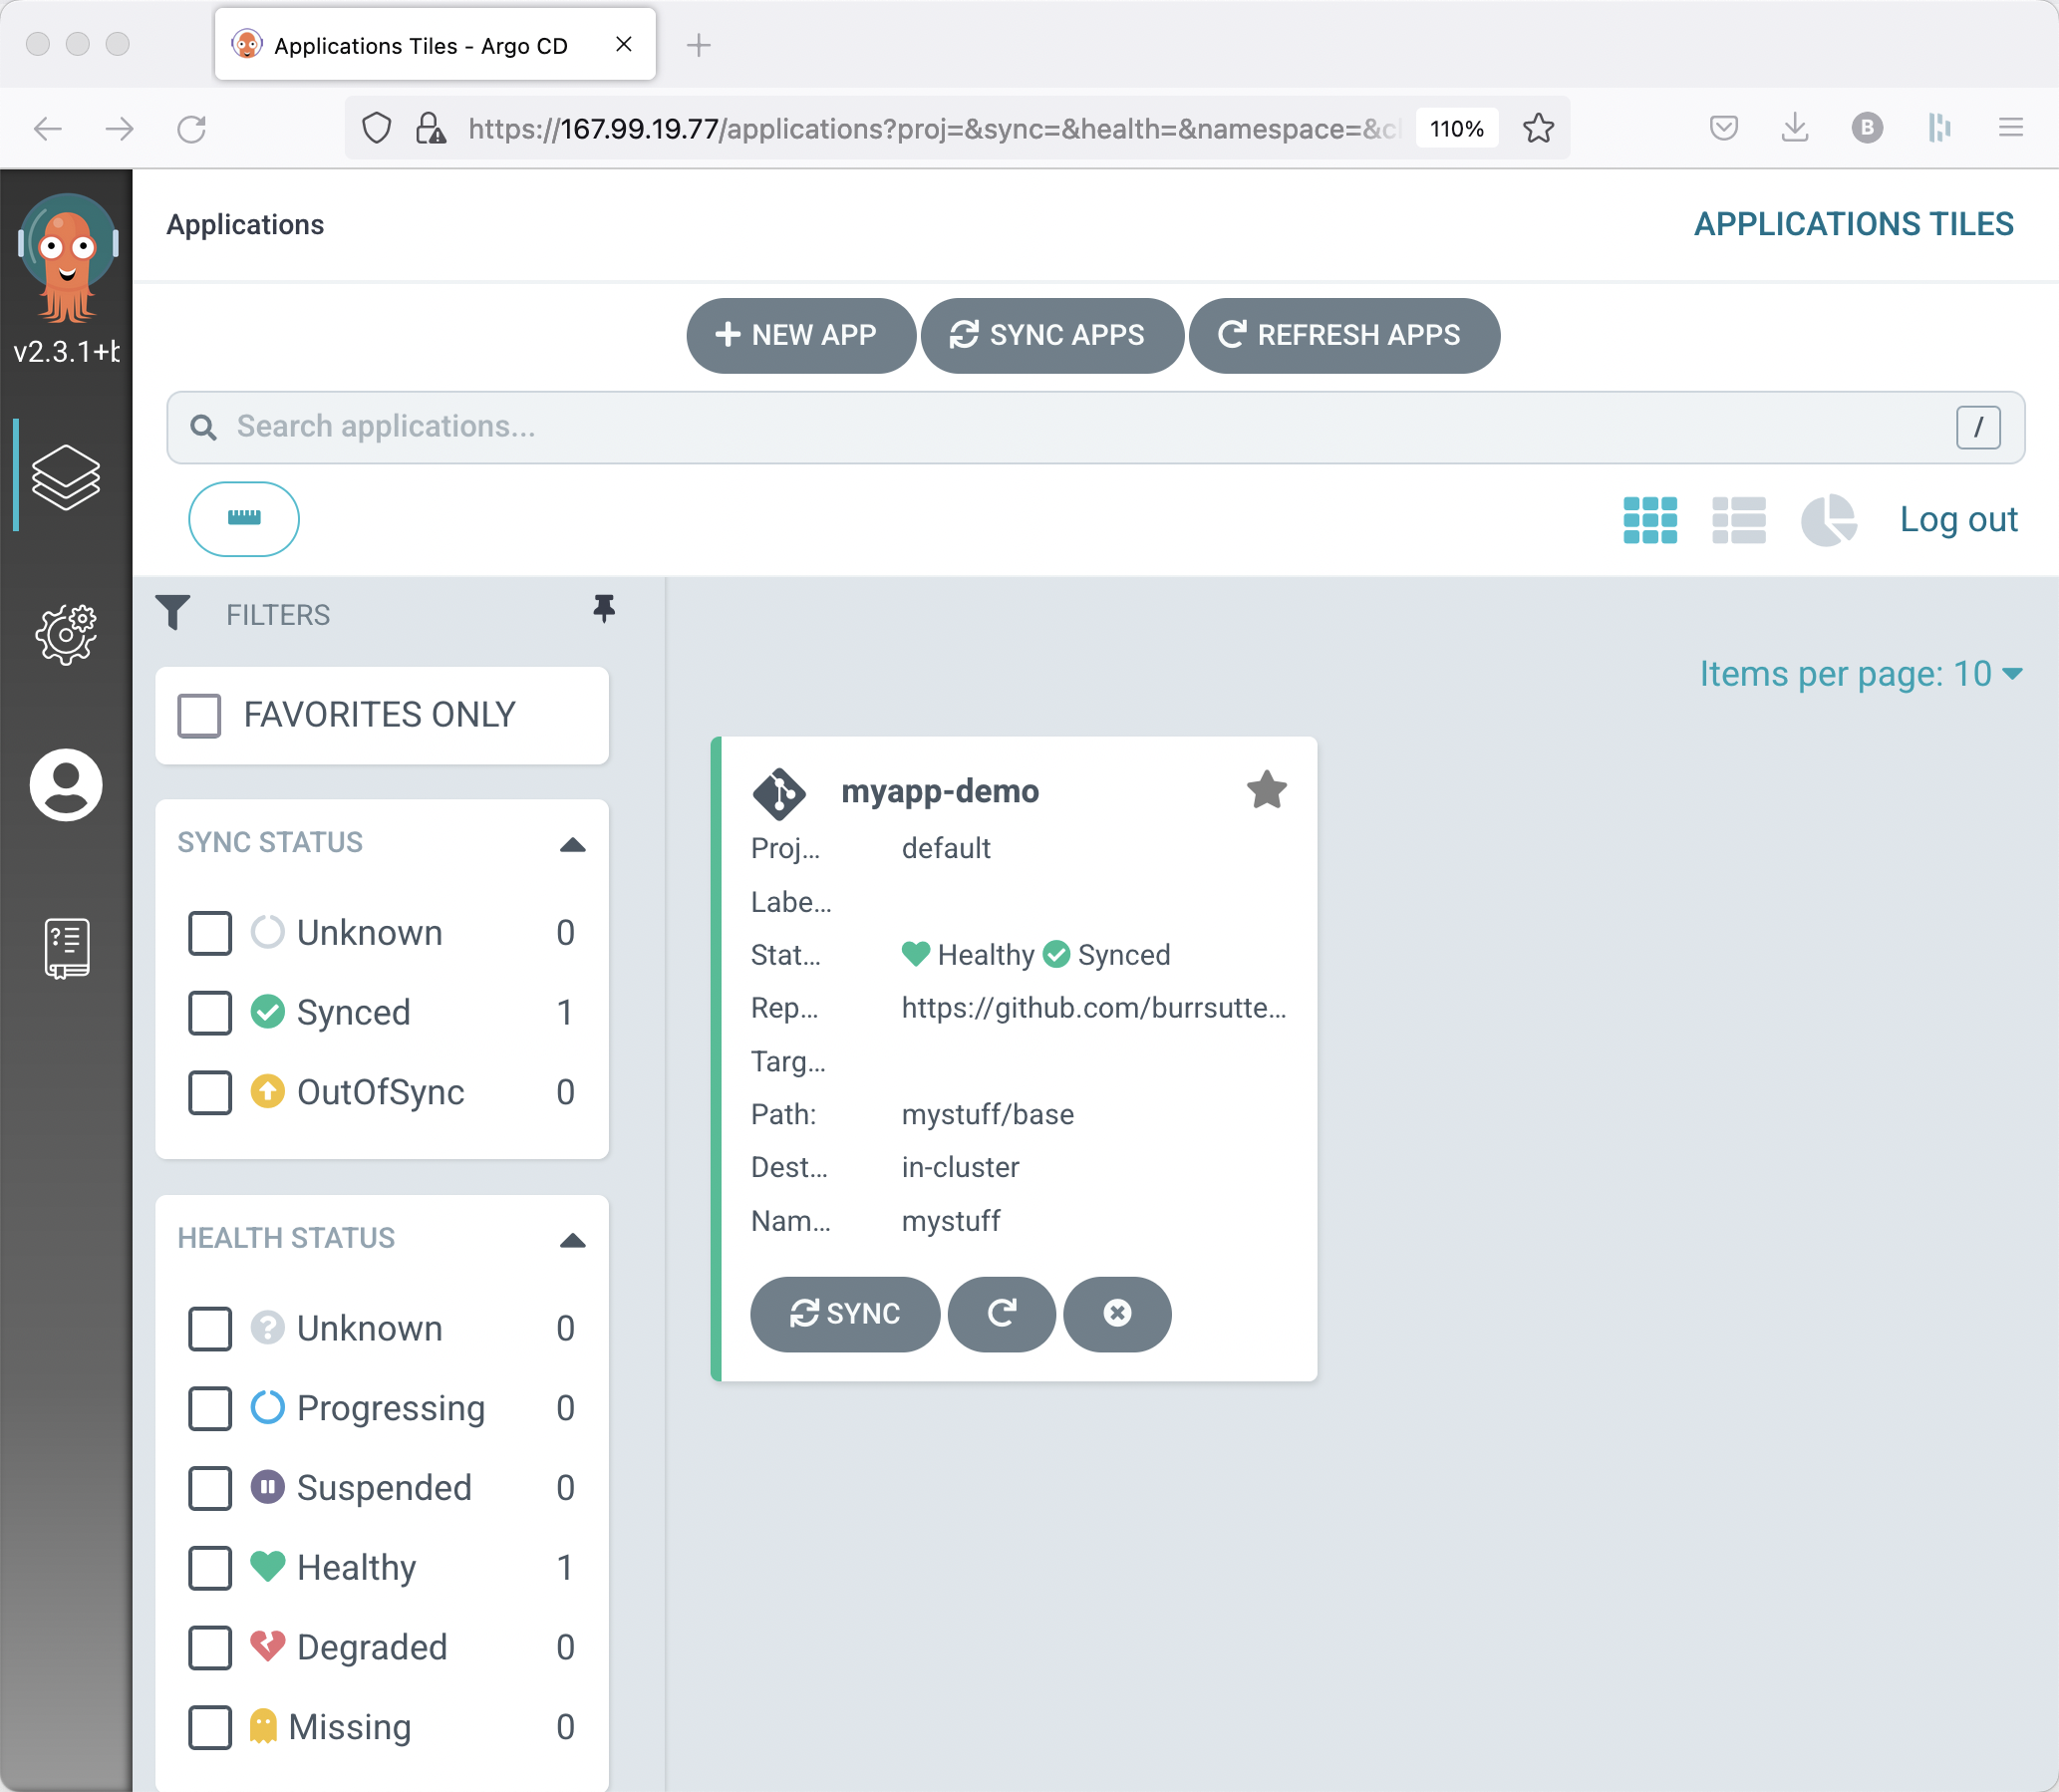 Applications Tiles - Argo CD
https://167.99.19.77/applications?proj=&sync=&health=&namespace=&cl
110%
B
v2.3.1+b
Applications
APPLICATIONS TILES
NEW APP
SYNC APPS
REFRESH APPS
Search applications...
/
Log out
FILTERS
FAVORITES ONLY
SYNC STATUS
Unknown 0
Synced 1
OutOfSync 0
HEALTH STATUS
Unknown 0
Progressing 0
Suspended 0
Healthy 1
Degraded 0
Missing 0
Items per page: 10
myapp-demo
Proj... default
Labe...
Stat... Healthy Synced
Rep... https://github.com/burrsutte...
Targ...
Path: mystuff/base
Dest... in-cluster
Nam... mystuff
SYNC